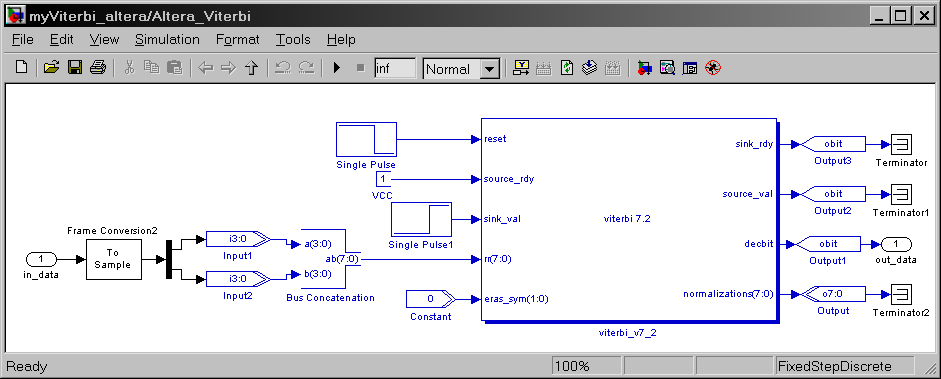 myViterbi_altera/Altera_Viterbi
File Edit View Simulation Format Tools Help
inf Normal
reset
Single Pulse
1
VCC
source_rdy
sink_val
Single Pulse1
Frame Conversion2
1
in_data
To
Sample
i3:0
Input1
i3:0
Input2
a(3:0)
ab(7:0)
b(3:0)
Bus Concatenation
rr(7:0)
0
Constant
eras_sym(1:0)
viterbi 7.2
viterbi_v7_2
sink_rdy
obit
Output3
Terminator
source_val
obit
Output2
Terminator1
decbit
obit
Output1
1
out_data
normalizations(7:0)
o7:0
Output
Terminator2
Ready 100% FixedStepDiscrete